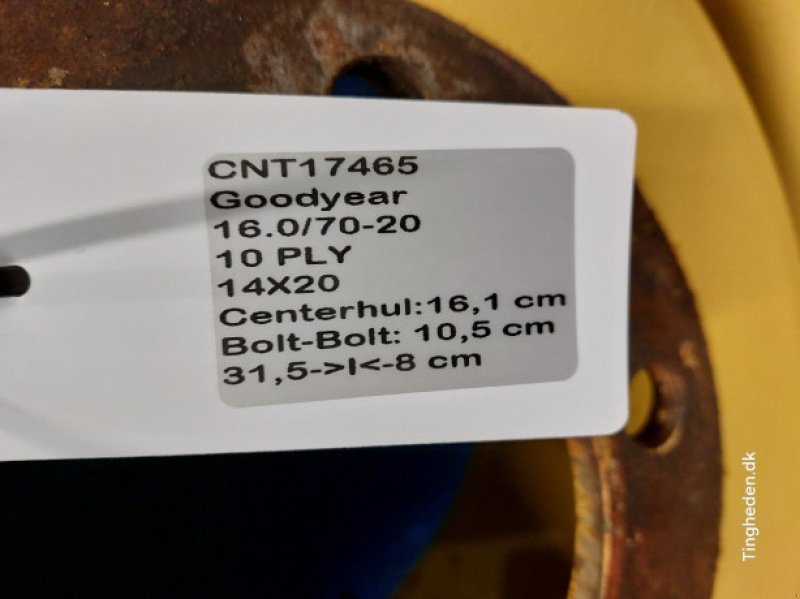 CNT17465
Goodyear
16.0/70-20
10 PLY
14X20
Centerhul:16,1 cm
Bolt-Bolt: 10,5 cm
31,5->I<-8 cm
Tingheden.dk